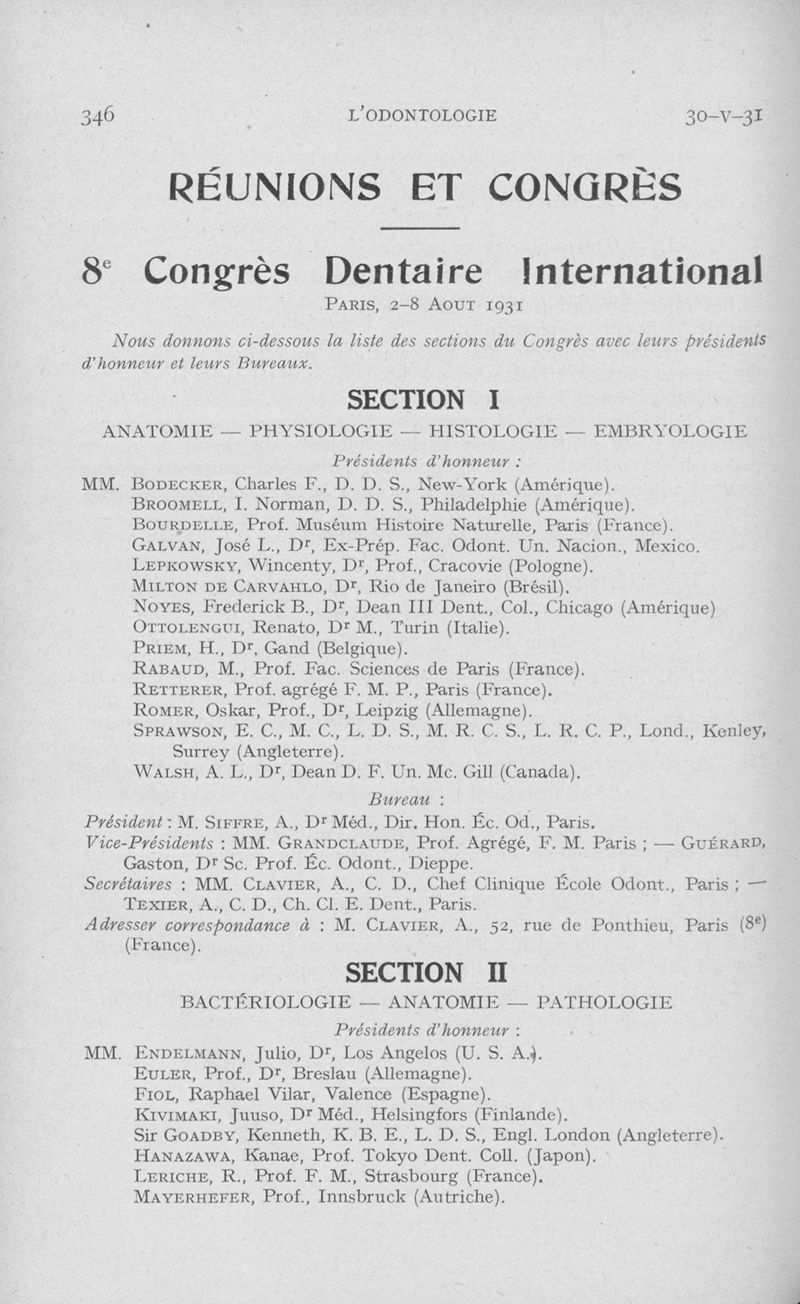 346 L'ODONTOLOGIE 30-V-31
RÉUNIONS ET CONGRÈS
8e Congrès Dentaire International
PARIS, 2-8 AOUT 1931
Nous donnons ci-dessous la liste des sections du Congrès avec leurs présidents
d'honneur et leurs Bureaux.
SECTION I
ANATOMIE — PHYSIOLOGIE — HISTOLOGIE — EMBRYOLOGIE
Présidents d'honneur :
MM. BODECKER, Charles F., D. D. S., New-York (Amérique).
BROOMELL, I. Norman, D. D. S., Philadelphie (Amérique).
BOURDELLE, Prof. Muséum Histoire Naturelle, Paris (France).
GALVAN, José L., Dr, Ex-Prép. Fac. Odont. Un. Nacion., Mexico.
LEPKOWSKY, Wincenty, Dr, Prof., Cracovie (Pologne).
MILTON DE CARVAHLO, Dr, Rio de Janeiro (Brésil).
NOYES, Frederick B., Dr, Dean III Dent., Col., Chicago (Amérique)
OTTOLENGUI, Renato, Dr M., Turin (Italie).
PRIEM, H., Dr, Gand (Belgique).
RABAUD, M., Prof. Fac. Sciences de Paris (France).
RETTERER, Prof. agrégé F. M. P., Paris (France).
ROMER, Oskar, Prof., Dr, Leipzig (Allemagne).
SPRAWSON, E. C., M. C., L. D. S., M. R. C. S., L. R. C. P., Lond., Kenley,
Surrey (Angleterre).
WALSH, A. L., Dr, Dean D. F. Un. Mc. Gill (Canada).
Bureau :
Président : M. SIFFRE, A., Dr Méd., Dir. Hon. Éc. Od., Paris.
Vice-Présidents : MM. GRANDCLAUDE, Prof. Agrégé, F. M. Paris ; — GUÉRARD,
Gaston, Dr Sc. Prof. Éc. Odont., Dieppe.
Secrétaires : MM. CLAVIER, A., C. D., Chef Clinique École Odont., Paris ; —
TEXIER, A., C. D., Ch. Cl. E. Dent., Paris.
Adresser correspondance à : M. CLAVIER, A., 52, rue de Ponthieu, Paris (8e)
(France).
SECTION II
BACTÉRIOLOGIE — ANATOMIE — PATHOLOGIE
Présidents d'honneur :
MM. ENDELMANN, Julio, Dr, Los Angelos (U. S. A.).
EULER, Prof., Dr, Breslau (Allemagne).
FIOL, Raphael Vilar, Valence (Espagne).
KIVIMAKI, Juuso, Dr Méd., Helsingfors (Finlande).
Sir GOADBY, Kenneth, K. B. E., L. D. S., Engl. London (Angleterre).
HANAZAWA, Kanae, Prof. Tokyo Dent. Coll. (Japon).
LERICHE, R., Prof. F. M., Strasbourg (France).
MAYERHEFER, Prof., Innsbruck (Autriche).